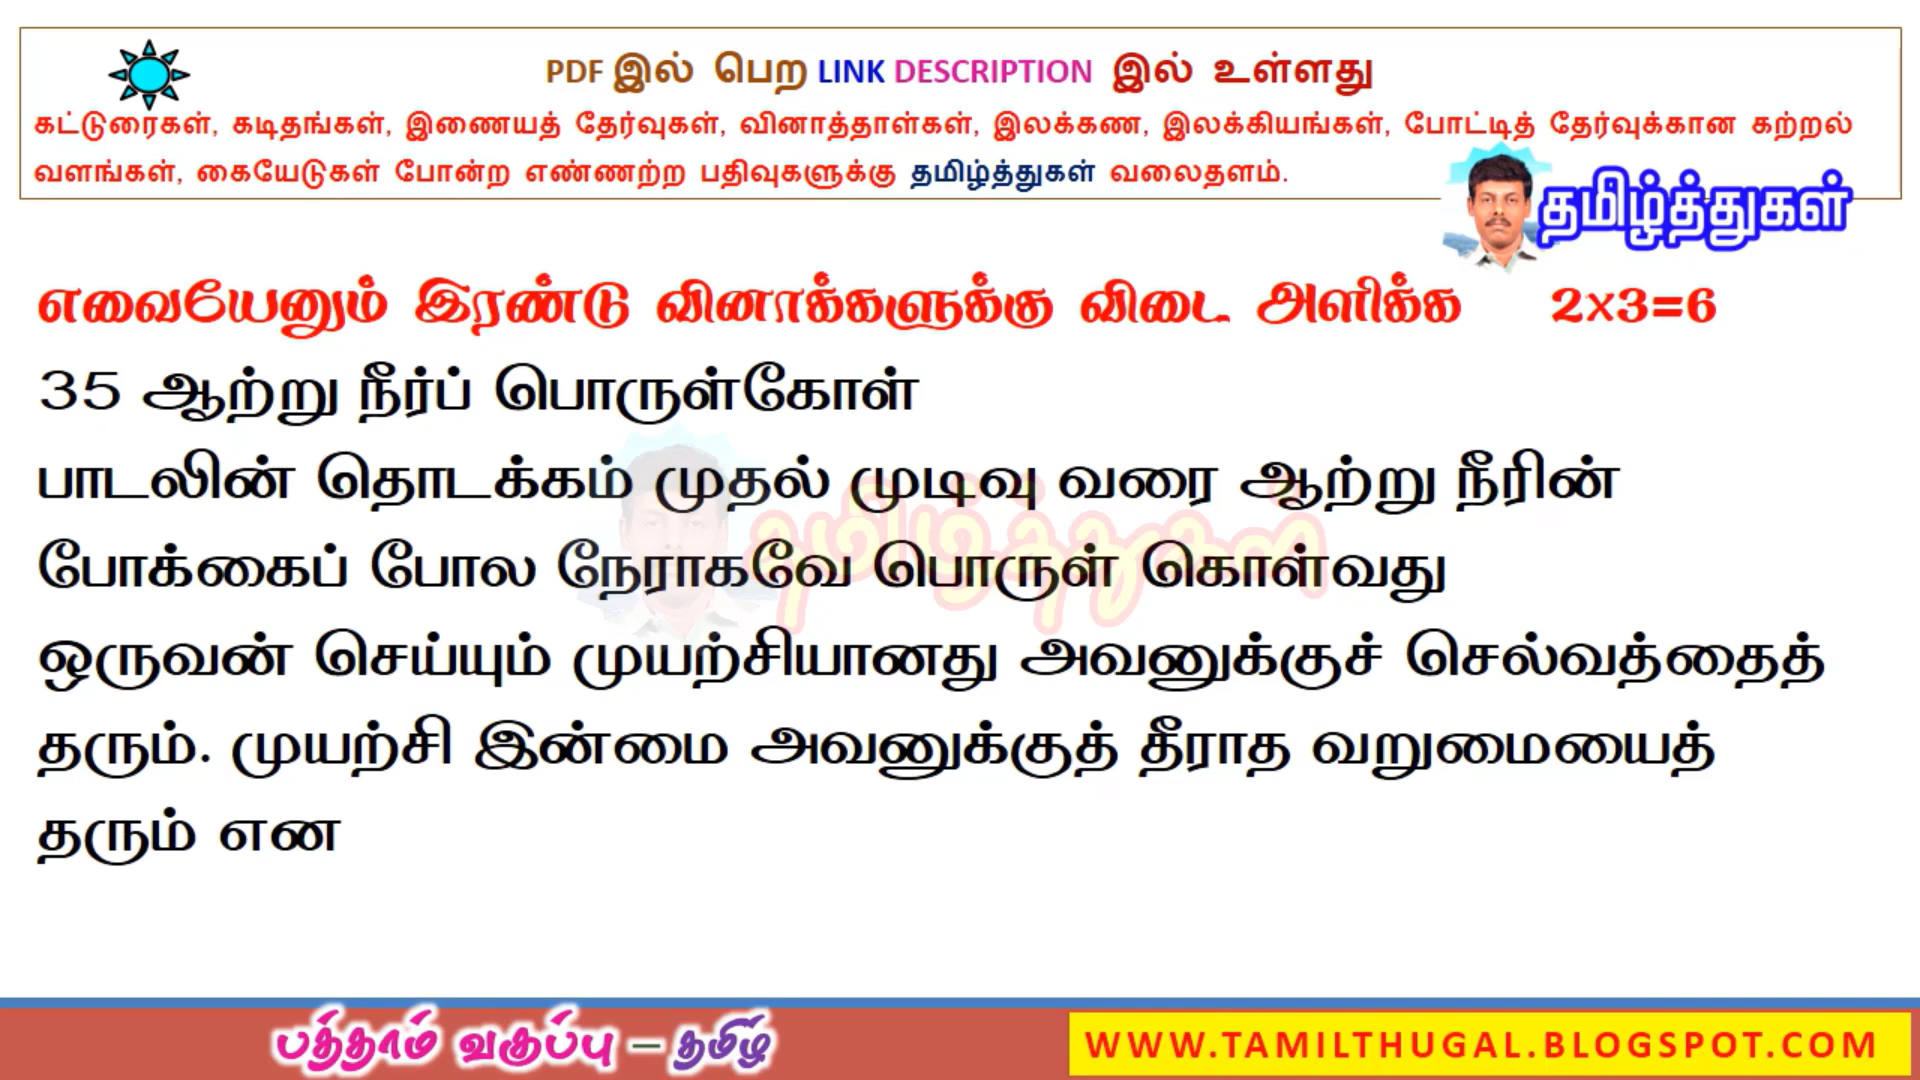 PDF இல் பெற LINK DESCRIPTION இல் உள்ளது
கட்டுரைகள், கடிதங்கள், இணையத் தேர்வுகள், வினாத்தாள்கள், இலக்கண, இலக்கியங்கள், போட்டித் தேர்வுக்கான கற்றல்
வளங்கள், கையேடுகள் போன்ற எண்ணற்ற பதிவுகளுக்கு தமிழ்த்துகள் வலைதளம்.
தமிழ்த்துகள்
எவையேனும் இரண்டு வினாக்களுக்கு விடை அளிக்க 2x3=6
35 ஆற்று நீர்ப் பொருள்கோள்
பாடலின் தொடக்கம் முதல் முடிவு வரை ஆற்று நீரின்
போக்கைப் போல நேராகவே பொருள் கொள்வது
தமிழ்த்துகள்
ஒருவன் செய்யும் முயற்சியானது அவனுக்குச் செல்வத்தைத்
தரும். முயற்சி இன்மை அவனுக்குத் தீராத வறுமையைத்
தரும் என
பத்தாம் வகுப்பு – தமிழ்
WWW.TAMILTHUGAL.BLOGSPOT.COM